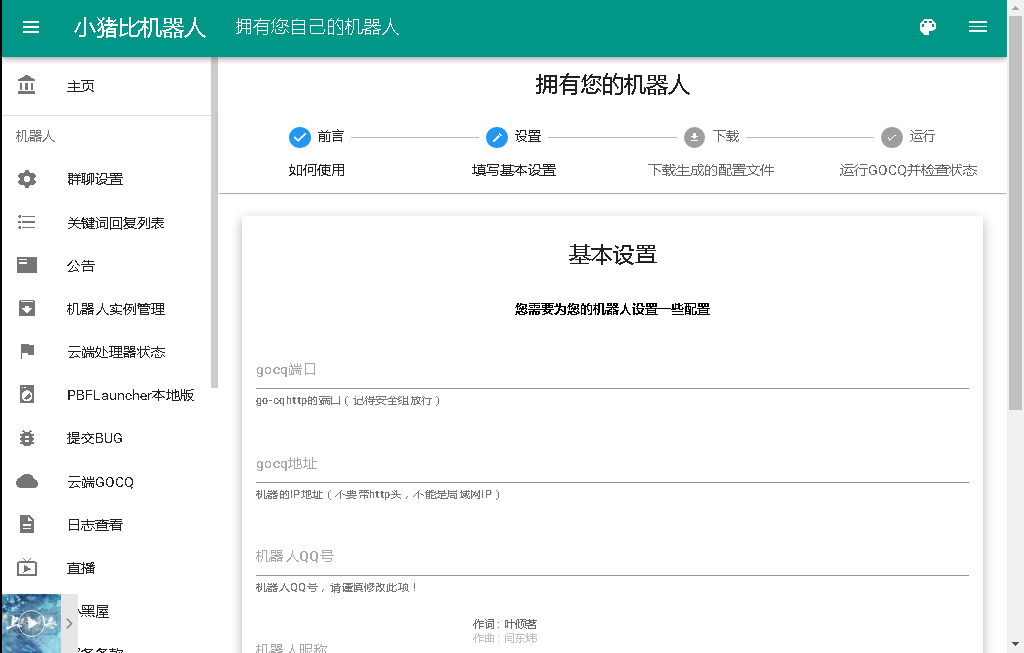 小猪比机器人
拥有您自己的机器人
主页
机器人
群聊设置
关键词回复列表
公告
机器人实例管理
云端处理器状态
PBFLauncher本地版
提交BUG
云端GOCQ
日志查看
直播
小黑屋
拥有您的机器人
前言
如何使用
设置
填写基本设置
下载
下载生成的配置文件
运行
运行GOCQ并检查状态
基本设置
您需要为您的机器人设置一些配置
gocq端口
go-cqhttp的端口（记得安全组放行）
gocq地址
机器的IP地址（不要带http头，不能是局域网IP）
机器人QQ号
机器人QQ号，请谨慎修改此项！
作词 : 叶倾茗
作曲 : 闫东炜
机器人昵称